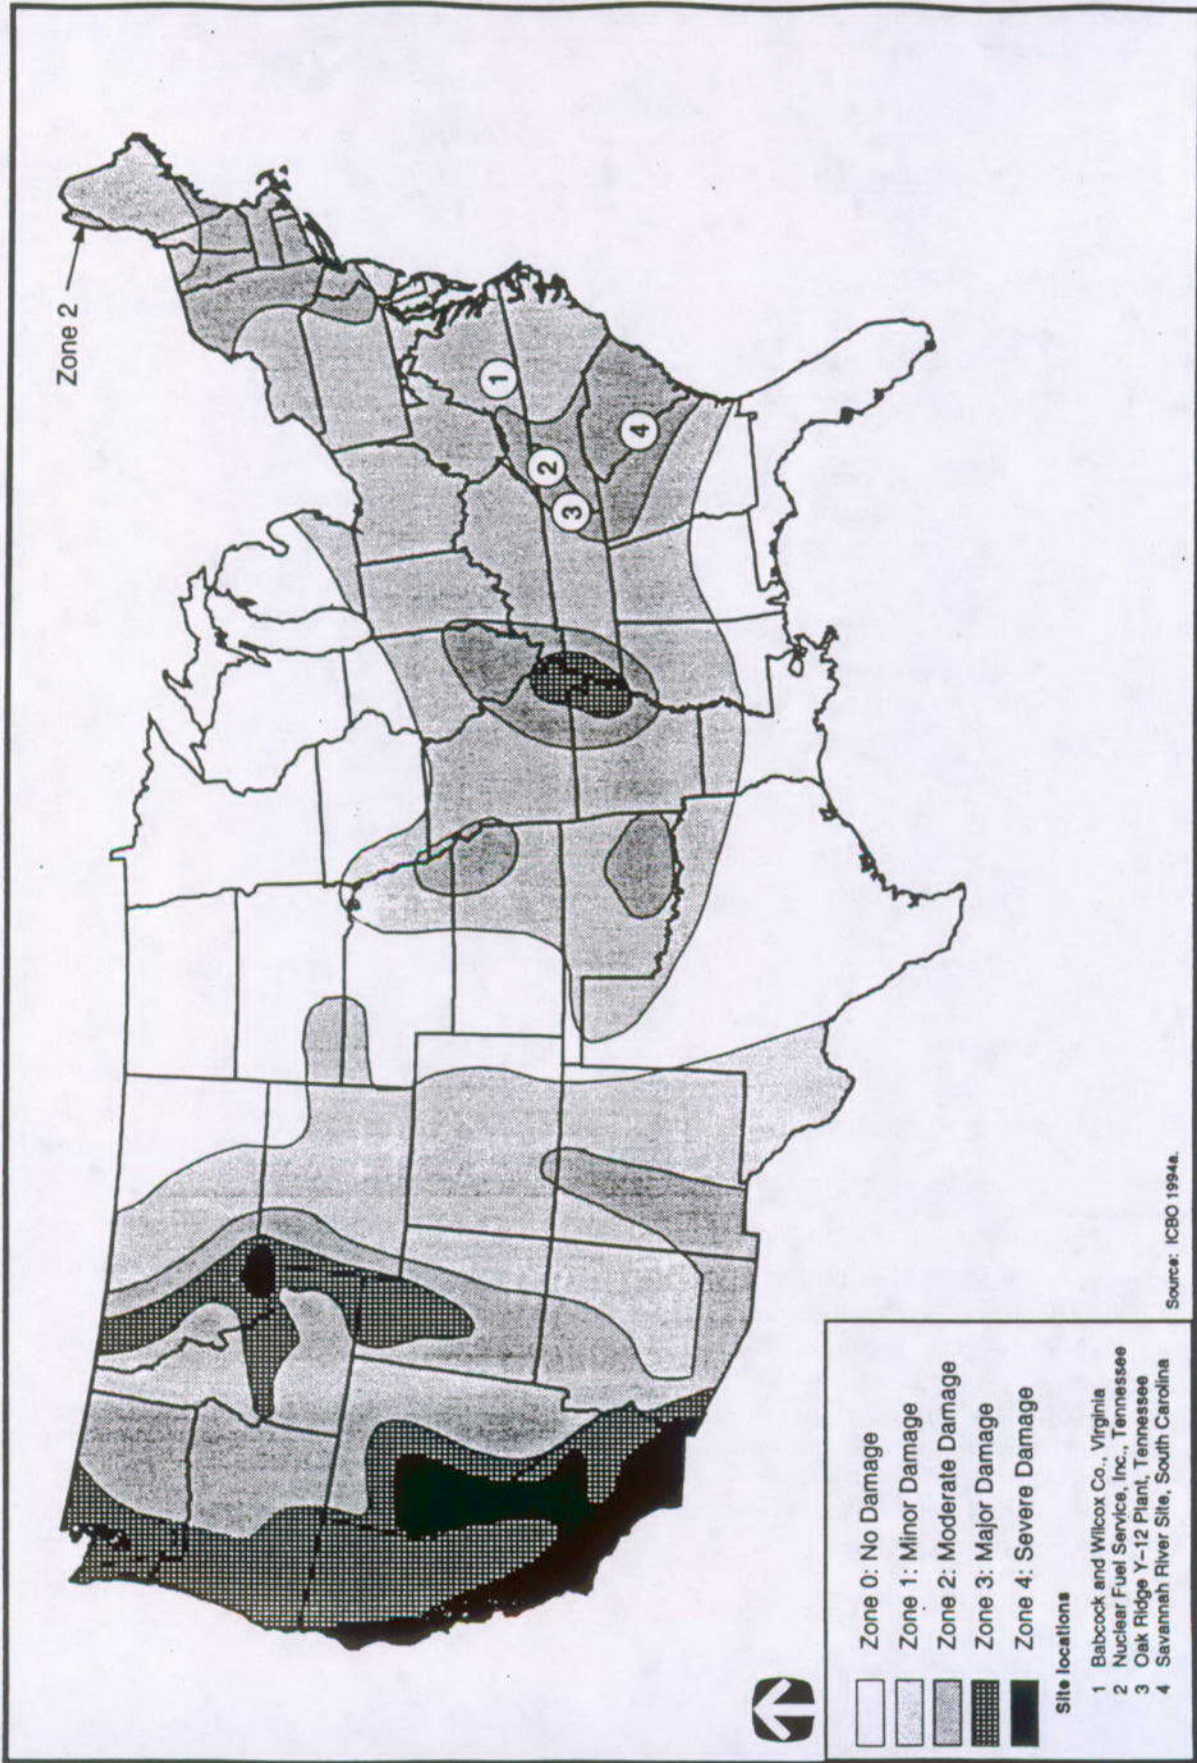 Zone 2
1
2
3
4
Zone 0: No Damage
Zone 1: Minor Damage
Zone 2: Moderate Damage
Zone 3: Major Damage
Zone 4: Severe Damage
Site locations
1 Babcock and Wilcox Co., Virginia
2 Nuclear Fuel Service, Inc., Tennessee
3 Oak Ridge Y-12 Plant, Tennessee
4 Savannah River Site, South Carolina
Source: ICBO 1994a.